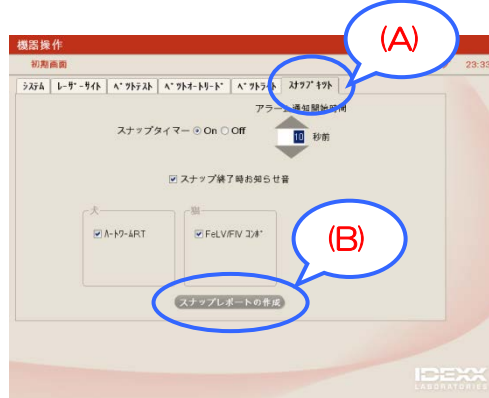 機器操作
(A)
初期画面
23:33
システム レーザーサイト ベットテスト ベットオートリート゛ ベットライト スナップキット
アラーム通知開始時間
スナップタイマー On Off 10 秒前
スナップ終了時お知らせ音
犬 猫
ハートワームRT FeLV/FIV コンボ
(B)
スナップレポートの作成
IDEXX
LABORATORIES